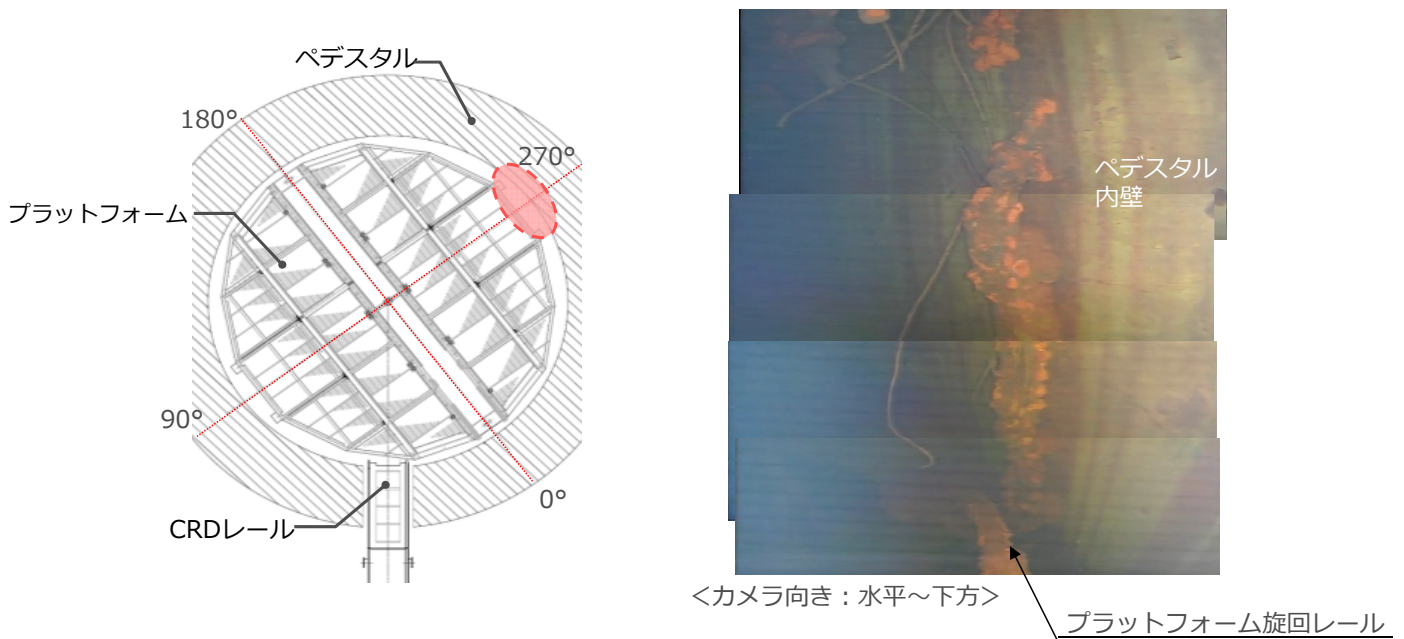 ペデスタル
180°
270°
プラットフォーム
90°
0°
CRDレール
ペデスタル
内壁
＜カメラ向き：水平～下方＞
プラットフォーム旋回レール